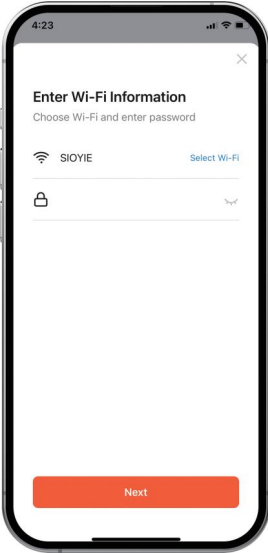 4:23
Enter Wi-Fi Information
Choose Wi-Fi and enter password
SIOYIE Select Wi-Fi
Next